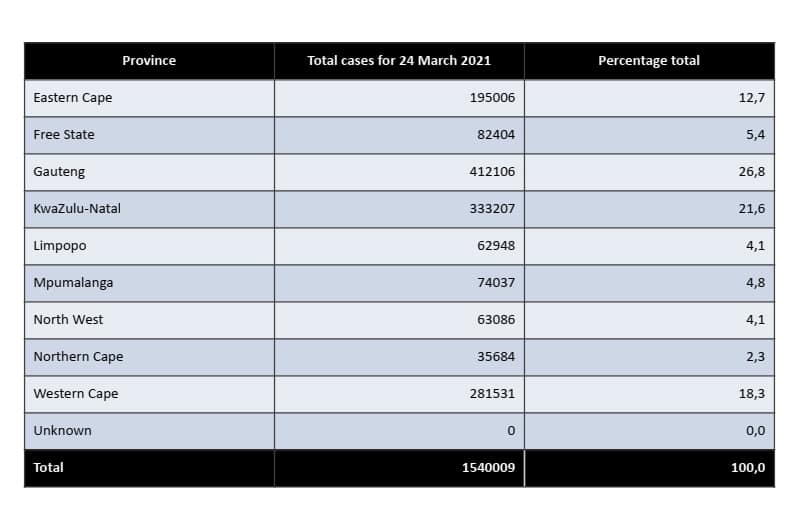 Province Total cases for 24 March 2021 Percentage total
Eastern Cape 195006 12,7
Free State 82404 5,4
Gauteng 412106 26,8
KwaZulu-Natal 333207 21,6
Limpopo 62948 4,1
Mpumalanga 74037 4,8
North West 63086 4,1
Northern Cape 35684 2,3
Western Cape 281531 18,3
Unknown 0 0,0
Total 1540009 100,0